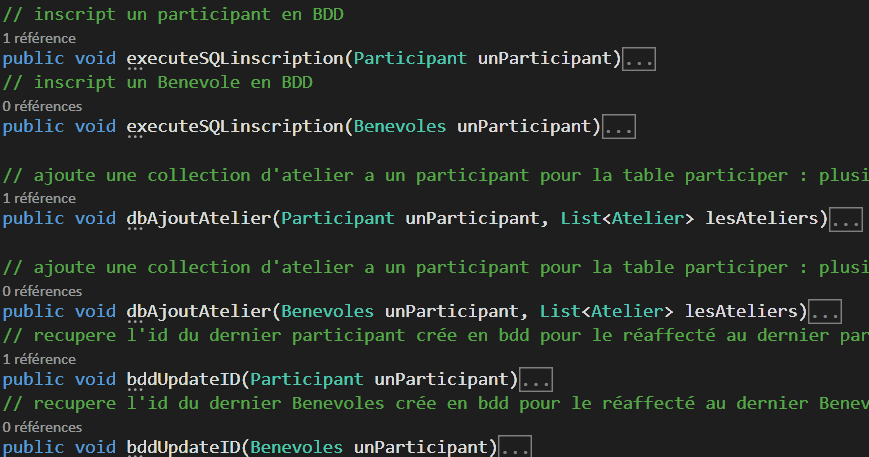 // inscript un participant en BDD
1 référence
public void executeSQLinscription(Participant unParticipant)...
// inscript un Benevole en BDD
0 références
public void executeSQLinscription(Benevoles unParticipant)...
// ajoute une collection d'atelier a un participant pour la table participer : plusi
1 référence
public void dbAjoutAtelier(Participant unParticipant, List<Atelier> lesAteliers)...
// ajoute une collection d'atelier a un participant pour la table participer : plusi
0 références
public void dbAjoutAtelier(Benevoles unParticipant, List<Atelier> lesAteliers)...
// recupere l'id du dernier participant crée en bdd pour le réaffecté au dernier par
1 référence
public void bddUpdateID(Participant unParticipant)...
// recupere l'id du dernier Benevoles crée en bdd pour le réaffecté au dernier Benev
0 références
public void bddUpdateID(Benevoles unParticipant)...